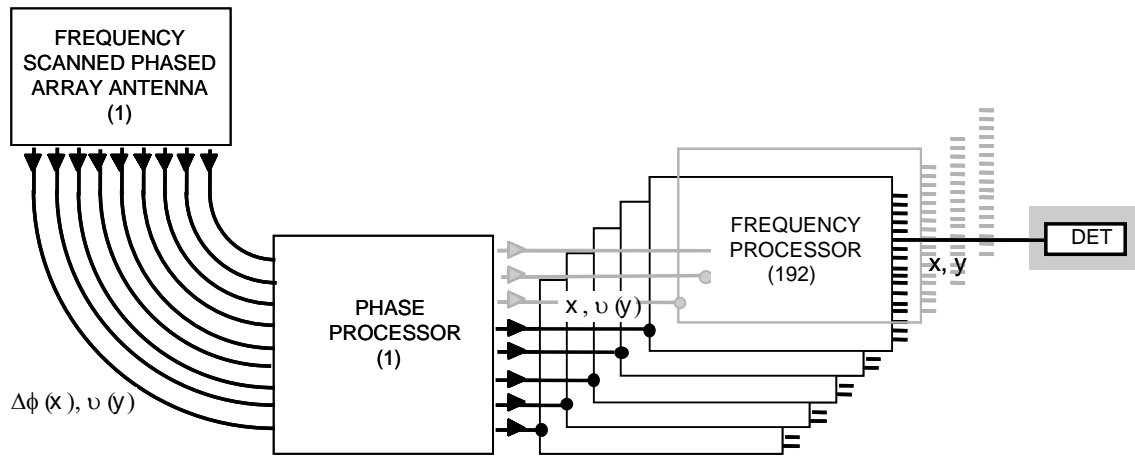 FREQUENCY
SCANNED PHASED
ARRAY ANTENNA
(1)
FREQUENCY
PROCESSOR
(192)
DET
x, y
PHASE
PROCESSOR
(1)
x, υ (y)
Δϕ (x), υ (y)